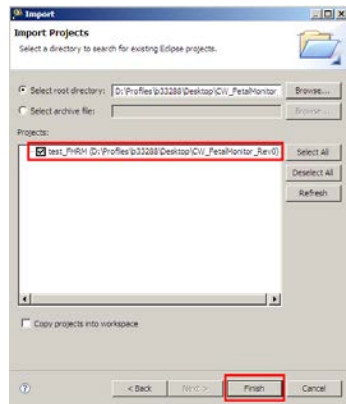 Import
Import Projects
Select a directory to search for existing Eclipse projects.
Select root directory: D:\Profiles\b33288\Desktop\CW_FetalMonitor Browse...
Select archive file: Browse...
Projects:
test_FHRM (D:\Profiles\b33288\Desktop\CW_FetalMonitor_Rev0) Select All
Deselect All
Refresh
Copy projects into workspace
? < Back Next > Finish Cancel